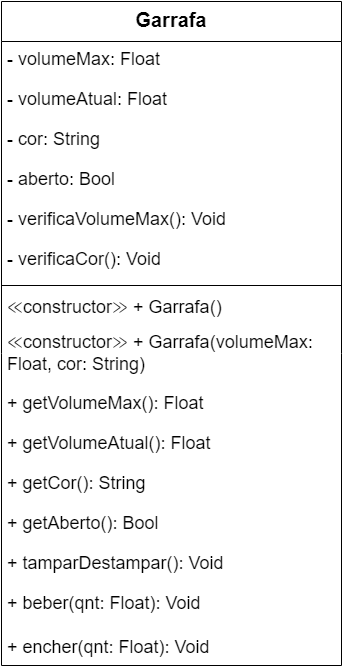 Garrafa
- volumeMax: Float
- volumeAtual: Float
- cor: String
- aberto: Bool
- verificaVolumeMax(): Void
- verificaCor(): Void
≪constructor≫ + Garrafa()
≪constructor≫ + Garrafa(volumeMax:
Float, cor: String)
+ getVolumeMax(): Float
+ getVolumeAtual(): Float
+ getCor(): String
+ getAberto(): Bool
+ tamparDestampar(): Void
+ beber(qnt: Float): Void
+ encher(qnt: Float): Void